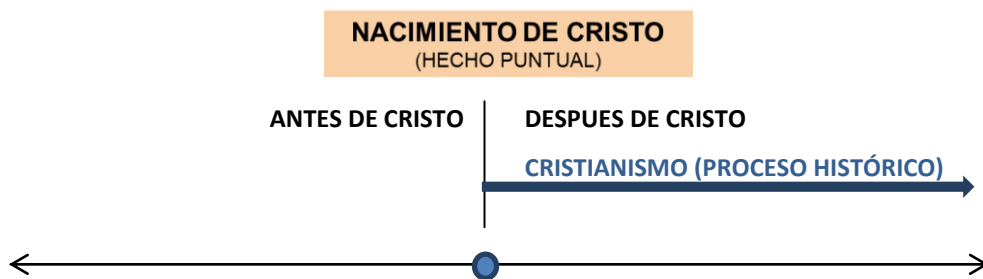 NACIMIENTO DE CRISTO
(HECHO PUNTUAL)
ANTES DE CRISTO
DESPUES DE CRISTO
CRISTIANISMO (PROCESO HISTÓRICO)